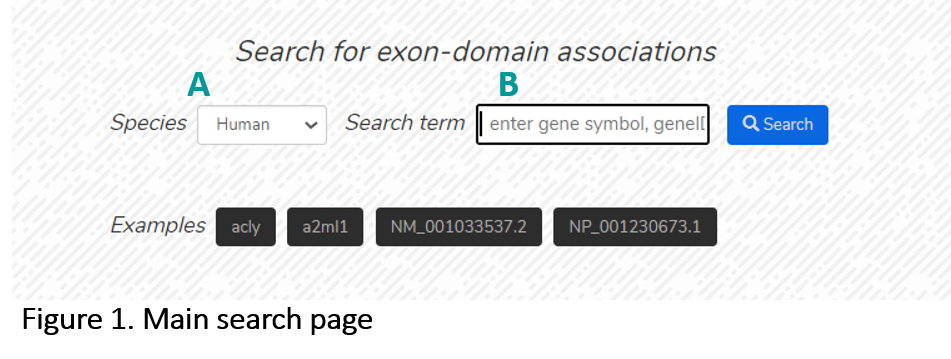 Search for exon-domain associations
A B
Species Human Search term enter gene symbol, geneI[ Search
Examples acly a2ml1 NM_001033537.2 NP_001230673.1
Figure 1. Main search page